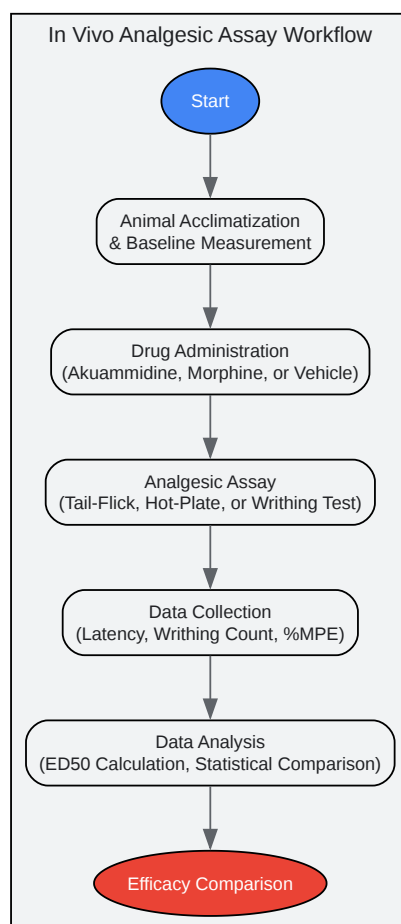 In Vivo Analgesic Assay Workflow
Start
Animal Acclimatization
& Baseline Measurement
Drug Administration
(Akuammidine, Morphine, or Vehicle)
Analgesic Assay
(Tail-Flick, Hot-Plate, or Writhing Test)
Data Collection
(Latency, Writhing Count, %MPE)
Data Analysis
(ED50 Calculation, Statistical Comparison)
Efficacy Comparison